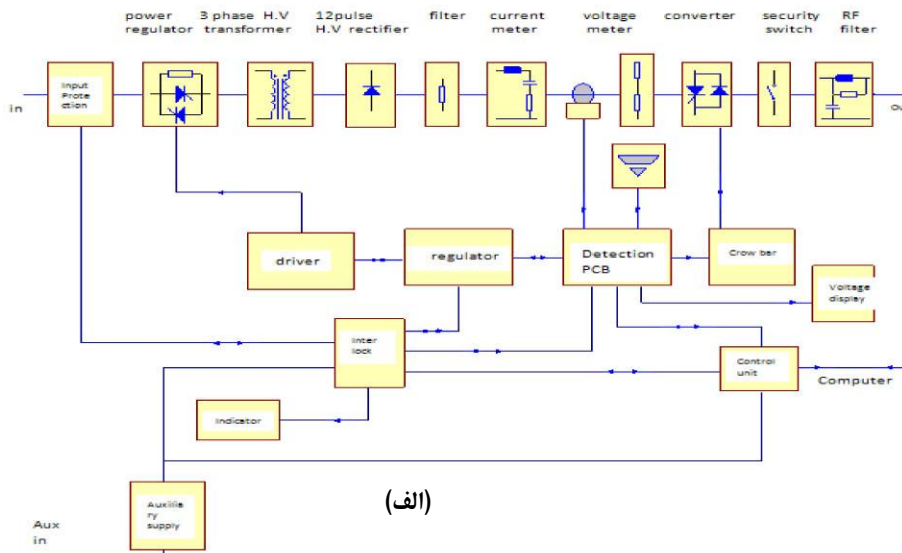 power regulator
3 phase H.V transformer
12pulse H.V rectifier
filter
current meter
voltage meter
converter
security switch
RF filter
in
Input
Prote
ction
driver
regulator
Detection
PCB
Crow bar
Voltage
display
Inter
lock
Control
unit
Computer
Indicator
Auxilia
ry
supply
Aux
in
(الف)